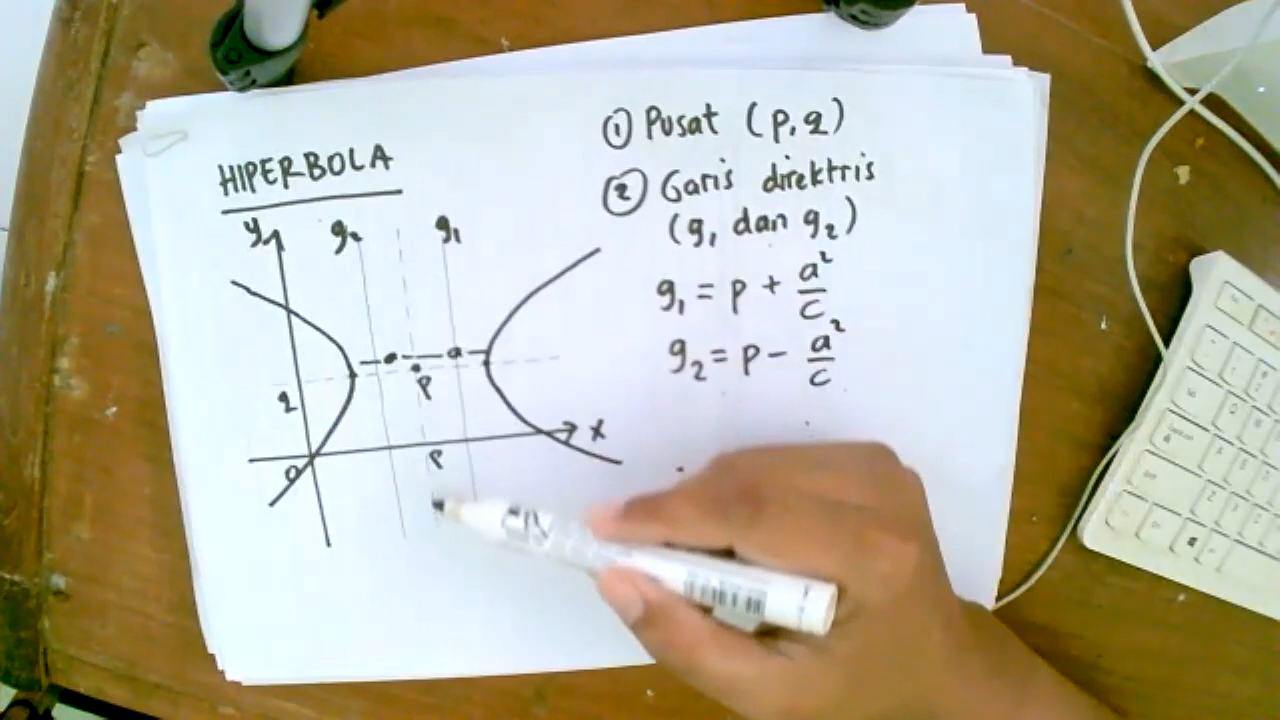 HIPERBOLA
y g₂ g₁
a a
P
q
x
O
P
① Pusat (p,q)
② Garis direktris
(g₁ dan g₂)
g₁ = p + a²/c
g₂ = p - a²/c